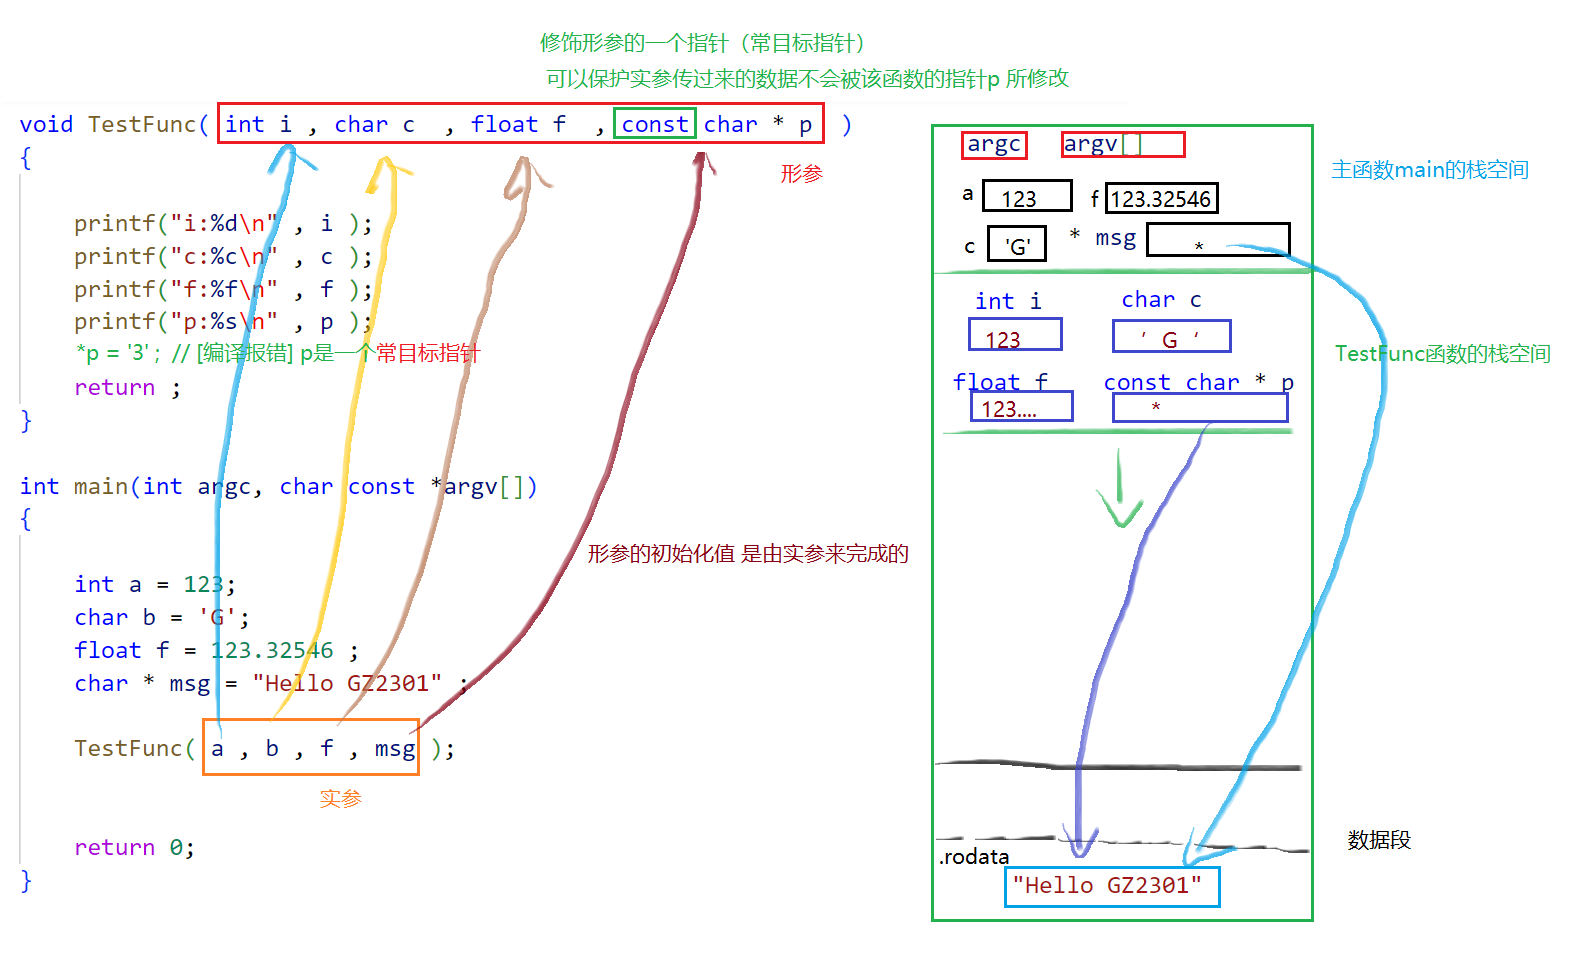 修饰形参的一个指针（常目标指针）
可以保护实参传过来的数据不会被该函数的指针p 所修改
void TestFunc( int i , char c  , float f  , const char * p  )
{
形参
printf("i:%d\n" , i );
printf("c:%c\n" , c );
printf("f:%f\n" , f );
printf("p:%s\n" , p );
*p = '3'; // [编译报错] p是一个常目标指针
return ;
}
int main(int argc, char const *argv[])
{
形参的初始化值 是由实参来完成的
int a = 123;
char b = 'G';
float f = 123.32546 ;
char * msg = "Hello GZ2301" ;
TestFunc( a , b , f , msg );
实参
return 0;
}
argc argv[]
主函数main的栈空间
a 123 f 123.32546
c 'G' * msg *
int i char c
123 ' G ‘
TestFunc函数的栈空间
float f const char * p
123.... *
数据段
.rodata
"Hello GZ2301"